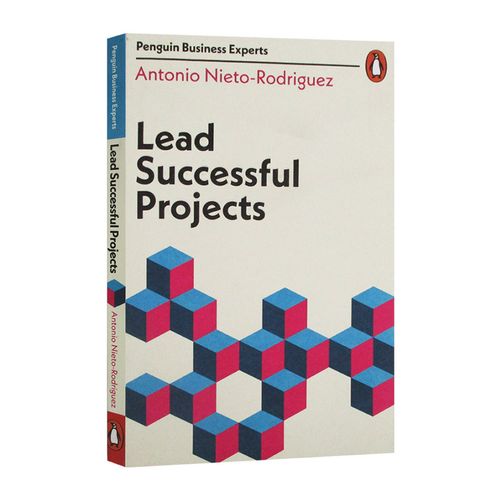 Penguin Business Experts
Antonio Nieto-Rodriguez
Lead
Successful
Projects
Penguin Business Experts
Lead Successful Projects
Antonio Nieto-Rodriguez